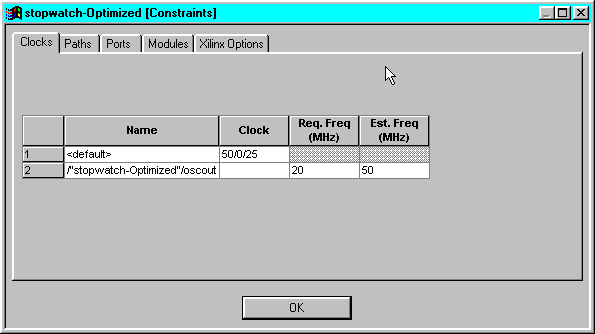 stopwatch-Optimized [Constraints]
Clocks Paths Ports Modules Xilinx Options
Name Clock Req. Freq (MHz) Est. Freq (MHz)
1 <default> 50/0/25
2 /"stopwatch-Optimized"/oscout 20 50
OK